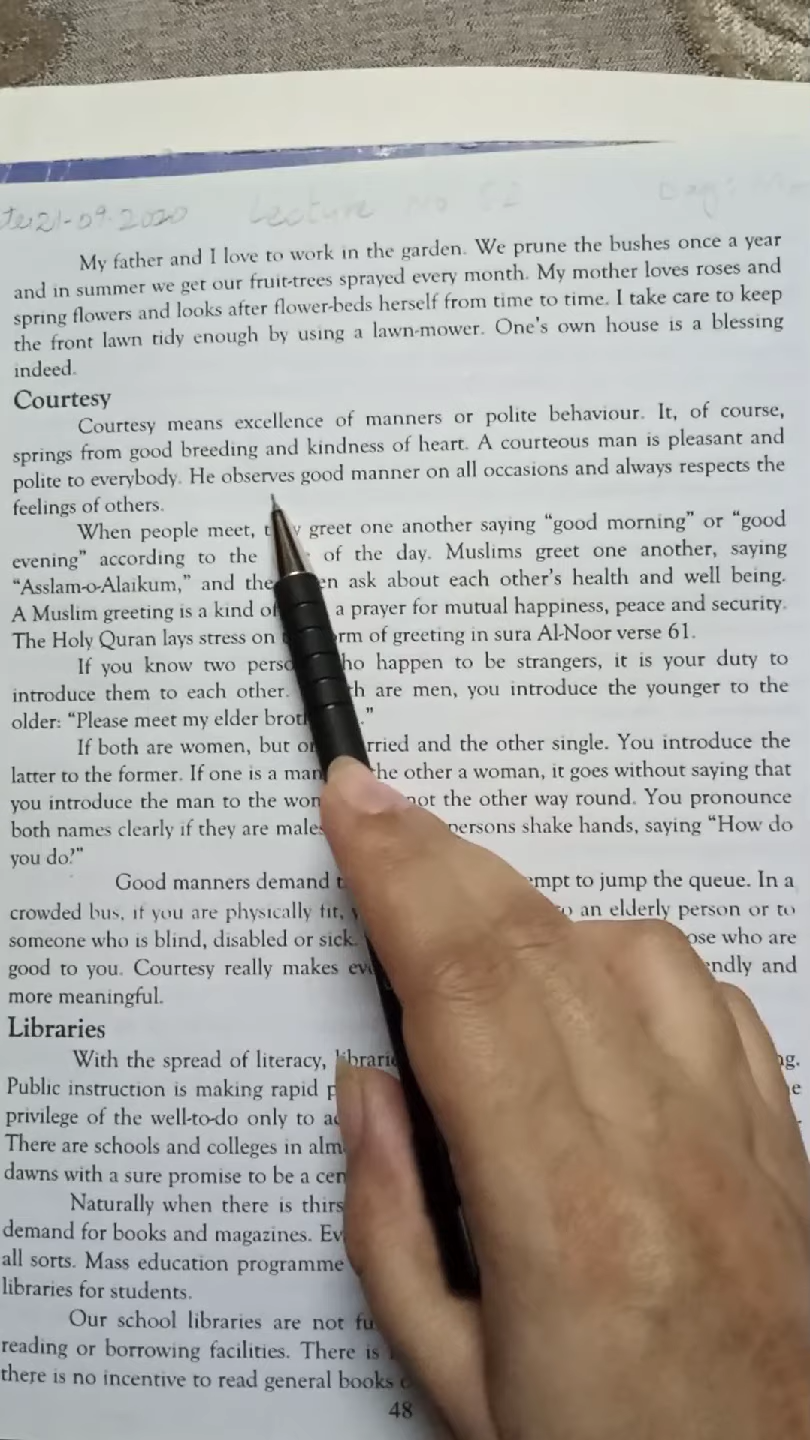 21-09-2020 Lecture No 52 Day: Mo
My father and I love to work in the garden. We prune the bushes once a year
and in summer we get our fruit-trees sprayed every month. My mother loves roses and
spring flowers and looks after flower-beds herself from time to time. I take care to keep
the front lawn tidy enough by using a lawn-mower. One's own house is a blessing
indeed.
Courtesy
Courtesy means excellence of manners or polite behaviour. It, of course,
springs from good breeding and kindness of heart. A courteous man is pleasant and
polite to everybody. He observes good manner on all occasions and always respects the
feelings of others.
When people meet, greet one another saying “good morning” or “good
evening” according to the of the day. Muslims greet one another, saying
“Asslam-o-Alaikum,” and ask about each other's health and well being.
A Muslim greeting is a kind a prayer for mutual happiness, peace and security.
The Holy Quran lays stress on of greeting in sura Al-Noor verse 61.
If you know two happen to be strangers, it is your duty to
introduce them to each other. are men, you introduce the younger to the
older: “Please meet my elder .”
If both are women, but and the other single. You introduce the
latter to the former. If one is a man the other a woman, it goes without saying that
you introduce the man to the not the other way round. You pronounce
both names clearly if they are males persons shake hands, saying “How do
you do?”
Good manners demand to jump the queue. In a
crowded bus, if you are physically fit, an elderly person or to
someone who is blind, disabled or sick. who are
good to you. Courtesy really makes and
more meaningful.
Libraries
With the spread of literacy,
Public instruction is making rapid
privilege of the well-to-do only to
There are schools and colleges in
dawns with a sure promise to be a
Naturally when there is
demand for books and magazines.
all sorts. Mass education programme
libraries for students.
Our school libraries are not
reading or borrowing facilities. There is
there is no incentive to read general books
48